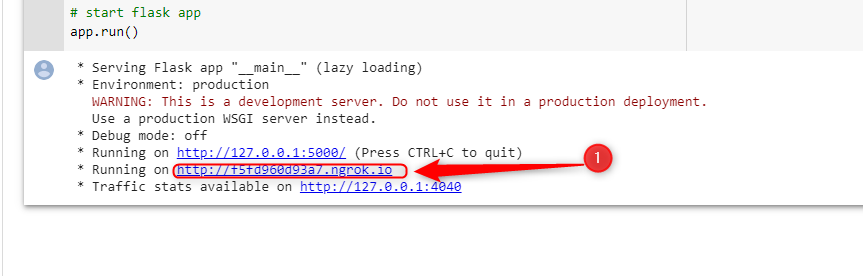 # start flask app
app.run()
* Serving Flask app "__main__" (lazy loading)
* Environment: production
WARNING: This is a development server. Do not use it in a production deployment.
Use a production WSGI server instead.
* Debug mode: off
* Running on http://127.0.0.1:5000/ (Press CTRL+C to quit)
* Running on http://f5fd960d93a7.ngrok.io
1
* Traffic stats available on http://127.0.0.1:4040